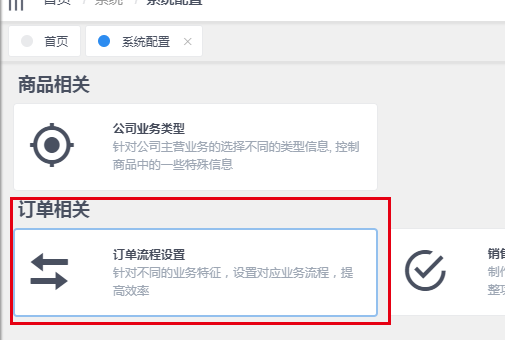 首页 / 系统 / 系统配置
首页 系统配置 ×
商品相关
公司业务类型
针对公司主营业务的选择不同的类型信息, 控制
商品中的一些特殊信息
订单相关
订单流程设置
针对不同的业务特征，设置对应业务流程，提
高效率
销售
制作
整项